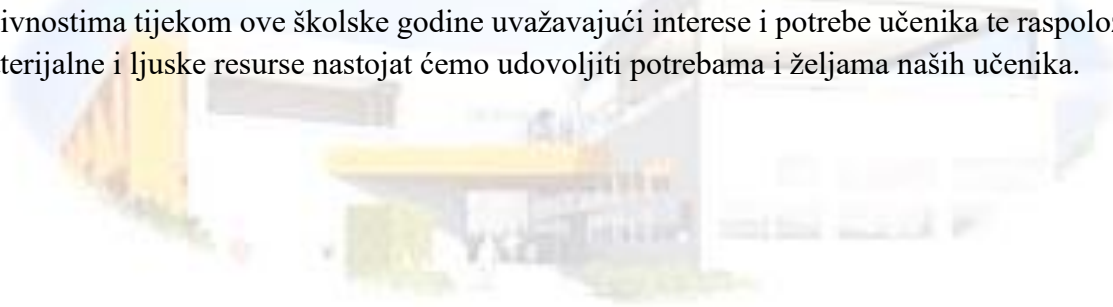 ivnostima tijekom ove školske godine uvažavajući interese i potrebe učenika te raspolo
terijalne i ljuske resurse nastojat ćemo udovoljiti potrebama i željama naših učenika.